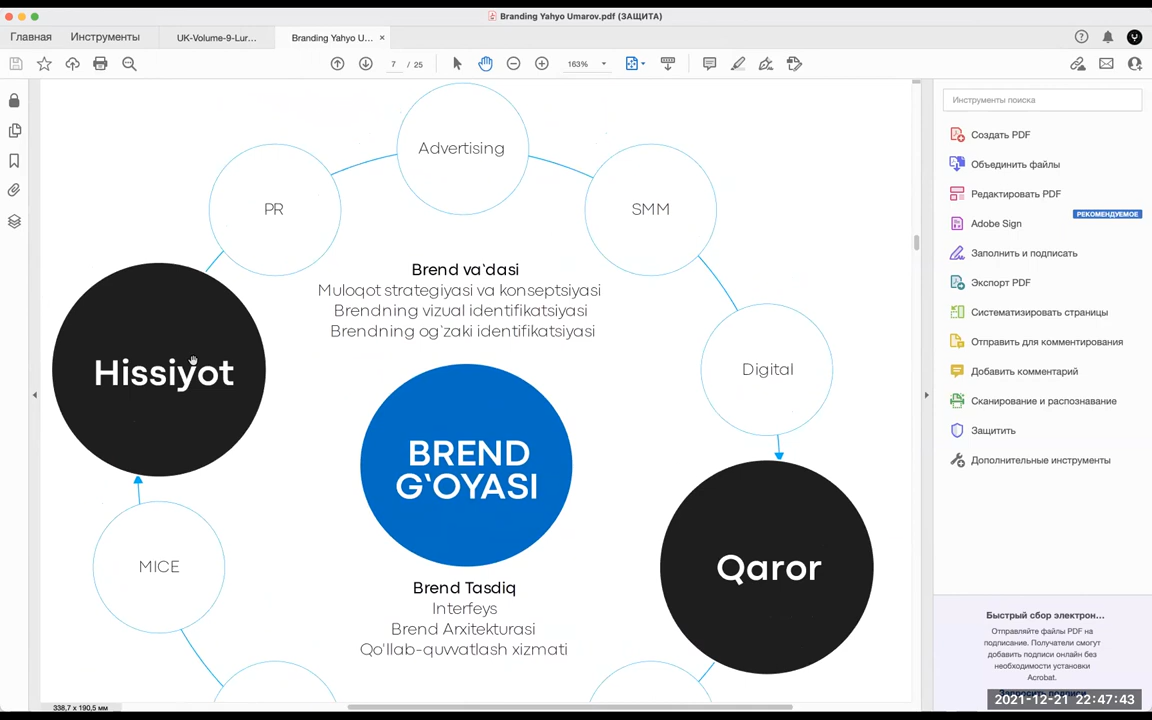 Branding Yahyo Umarov.pdf (ЗАЩИТА)
Главная
Инструменты
UK-Volume-9-Lur...
Branding Yahyo U... ×
7 / 25
163%
Инструменты поиска
Создать PDF
Объединить файлы
Редактировать PDF
РЕКОМЕНДУЕМОЕ
Adobe Sign
Заполнить и подписать
Экспорт PDF
Систематизировать страницы
Отправить для комментирования
Добавить комментарий
Сканирование и распознавание
Защитить
Дополнительные инструменты
Быстрый сбор электрон...
Отправляйте файлы PDF на
подписание. Получатели смогут
добавить подписи онлайн без
необходимости установки
Acrobat.
Запросить подписи
2021-12-21 22:47:43
Advertising
PR
SMM
Brend va‘dasi
Muloqot strategiyasi va konseptsiyasi
Brendning vizual identifikatsiyasi
Brendning og‘zaki identifikatsiyasi
Hissiyot
Digital
BREND
G‘OYASI
MICE
Qaror
Brend Tasdiq
Interfeys
Brend Arxitekturasi
Qo‘llab-quvvatlash xizmati
338,7 x 190,5 мм